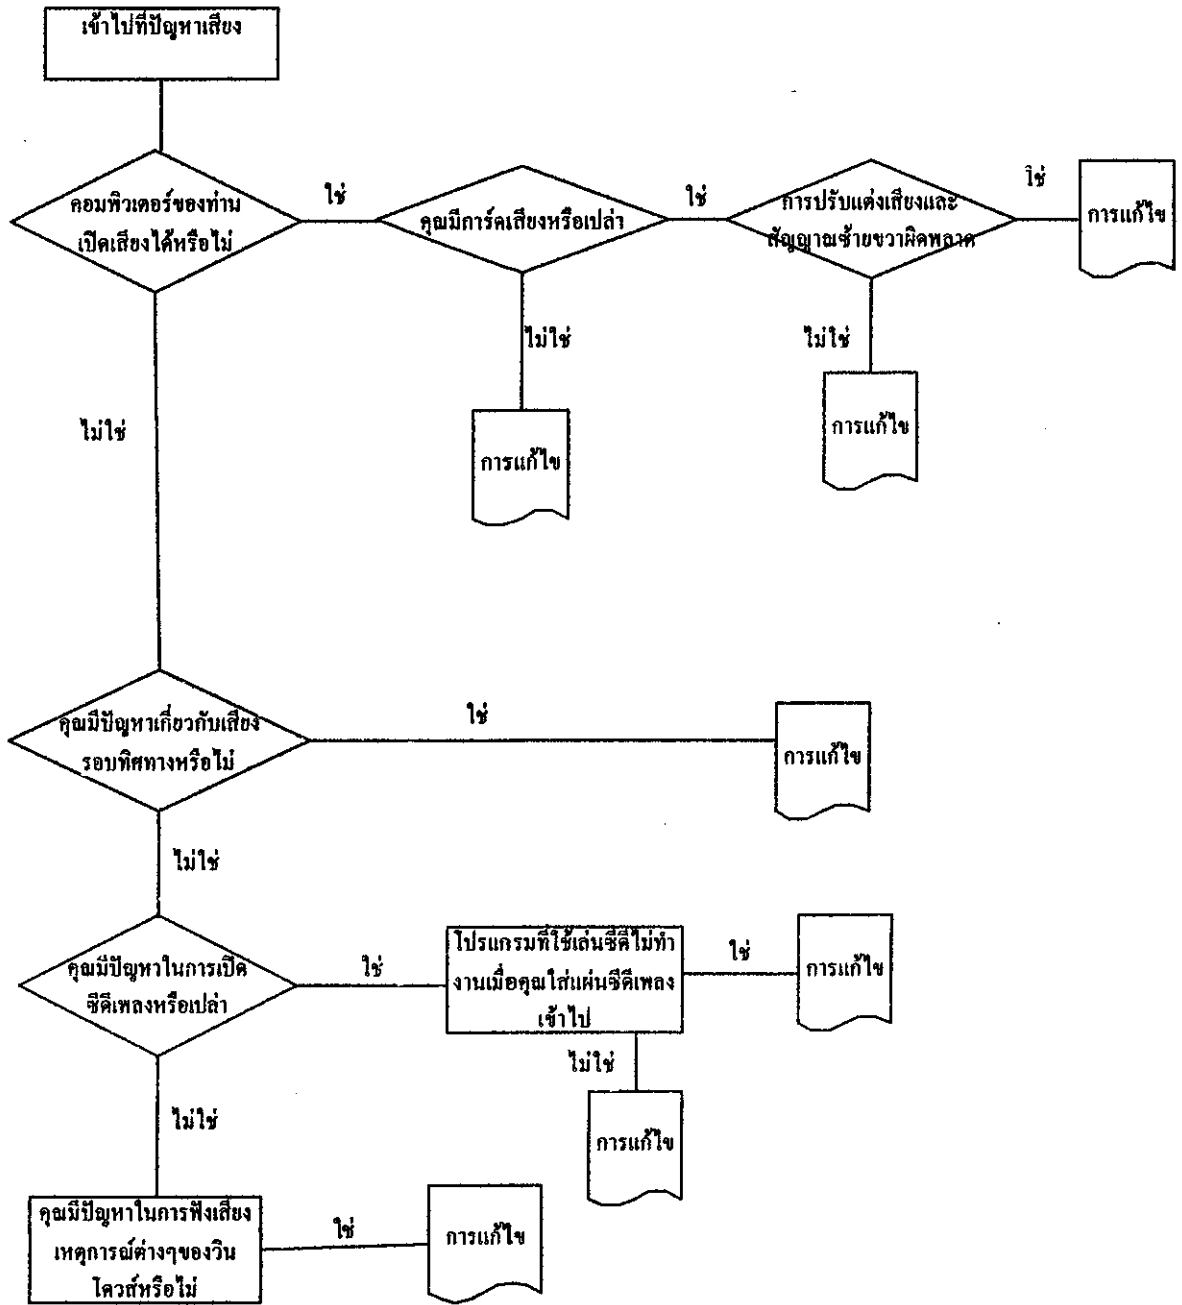 เข้าไปที่ปัญหาเสียง
คอมพิวเตอร์ของท่าน
เปิดเสียงได้หรือไม่
ใช่
คุณมีการ์ดเสียงหรือเปล่า
ใช่
การปรับแต่งเสียงและ
สัญญาณซ้ายขวาผิดพลาด
ใช่
การแก้ไข
ไม่ใช่
การแก้ไข
ไม่ใช่
การแก้ไข
ไม่ใช่
คุณมีปัญหาเกี่ยวกับเสียง
รอบทิศทางหรือไม่
ใช่
การแก้ไข
ไม่ใช่
คุณมีปัญหาในการเปิด
ซีดีเพลงหรือเปล่า
ใช่
โปรแกรมที่ใช้เล่นซีดีไม่ทำ
งานเมื่อคุณใส่แผ่นซีดีเพลง
เข้าไป
ใช่
การแก้ไข
ไม่ใช่
การแก้ไข
ไม่ใช่
คุณมีปัญหาในการฟังเสียง
เหตุการณ์ต่างๆของวิน
โดวส์หรือไม่
ใช่
การแก้ไข